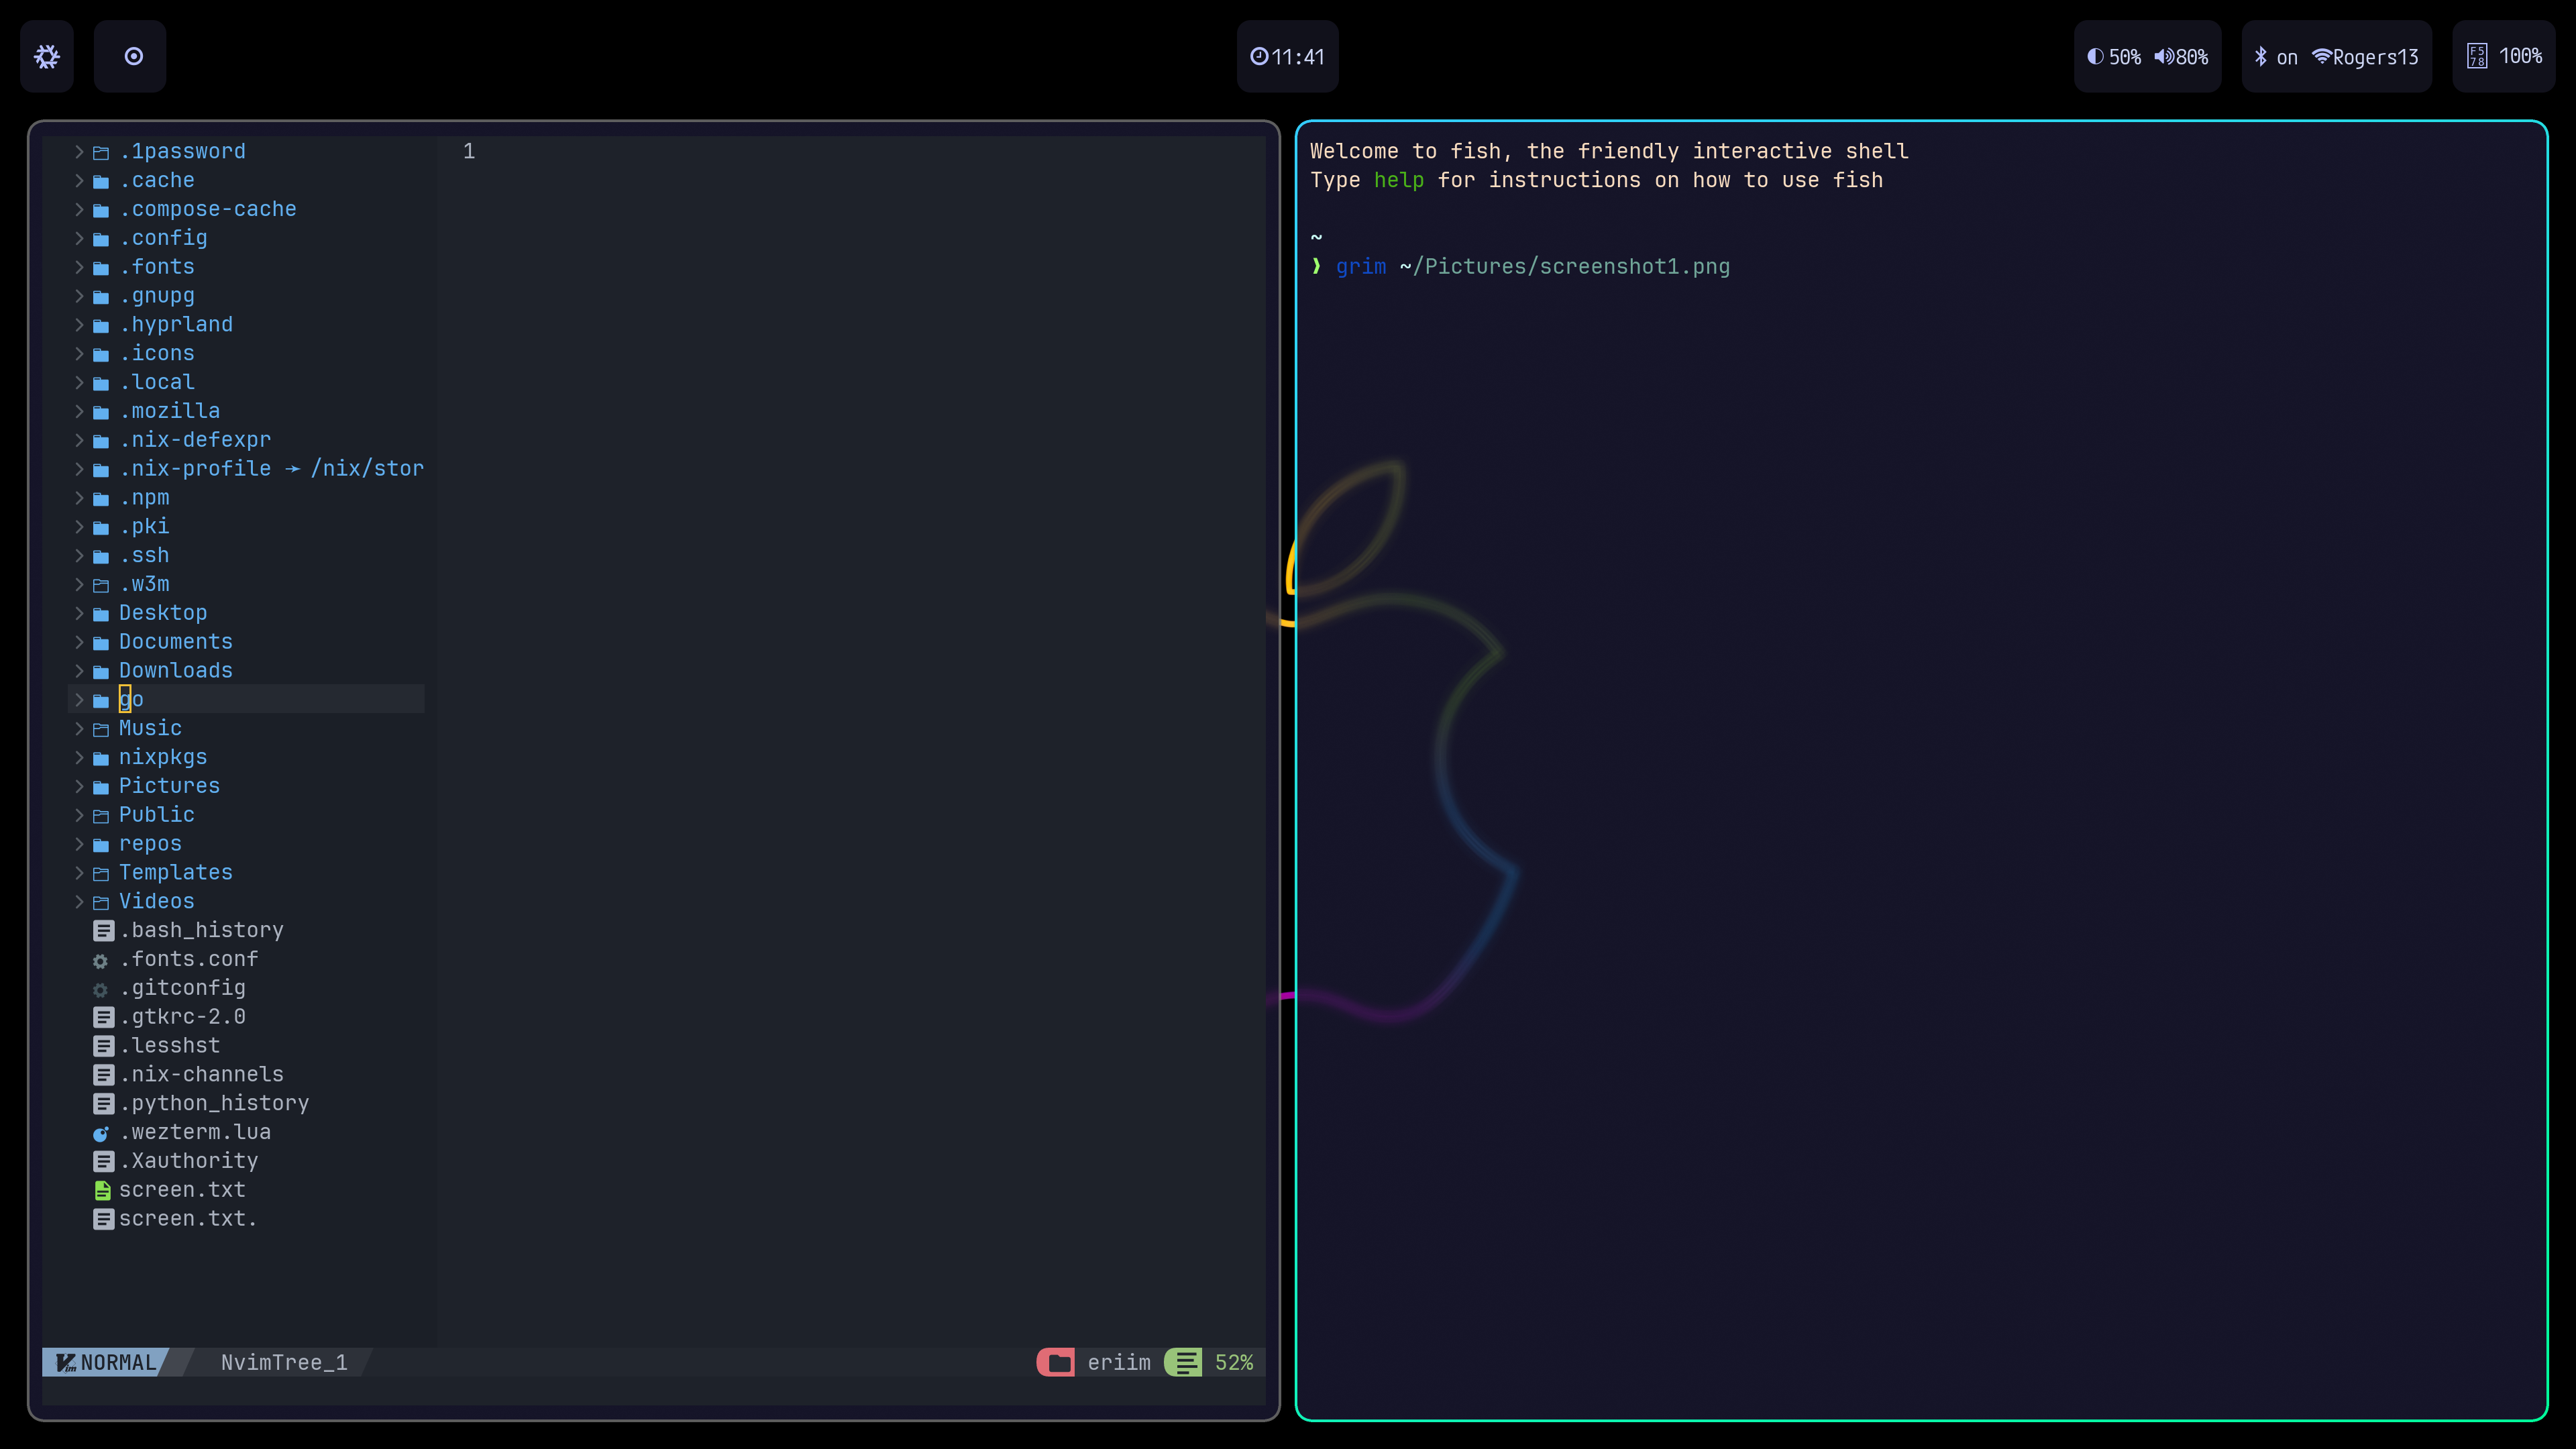 11:41
50% 80%
on Rogers13
100%
.1password
.cache
.compose-cache
.config
.fonts
.gnupg
.hyprland
.icons
.local
.mozilla
.nix-defexpr
.nix-profile → /nix/stor
.npm
.pki
.ssh
.w3m
Desktop
Documents
Downloads
go
Music
nixpkgs
Pictures
Public
repos
Templates
Videos
.bash_history
.fonts.conf
.gitconfig
.gtkrc-2.0
.lesshst
.nix-channels
.python_history
.wezterm.lua
.Xauthority
screen.txt
screen.txt.
1
NORMAL NvimTree_1 eriim 52%
Welcome to fish, the friendly interactive shell
Type help for instructions on how to use fish
~
❯ grim ~/Pictures/screenshot1.png